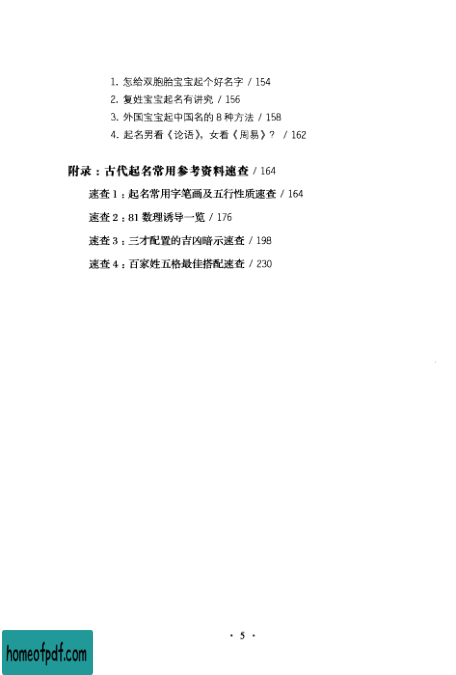 1. 怎给双胞胎宝宝起个好名字 / 154
2. 复姓宝宝起名有讲究 / 156
3. 外国宝宝起中国名的 8 种方法 / 158
4. 起名男看《论语》，女看《周易》？ / 162
附录：古代起名常用参考资料速查 / 164
速查 1：起名常用字笔画及五行性质速查 / 164
速查 2：81 数理诱导一览 / 176
速查 3：三才配置的吉凶暗示速查 / 198
速查 4：百家姓五格最佳搭配速查 / 230
· 5 ·
homeofpdf.com